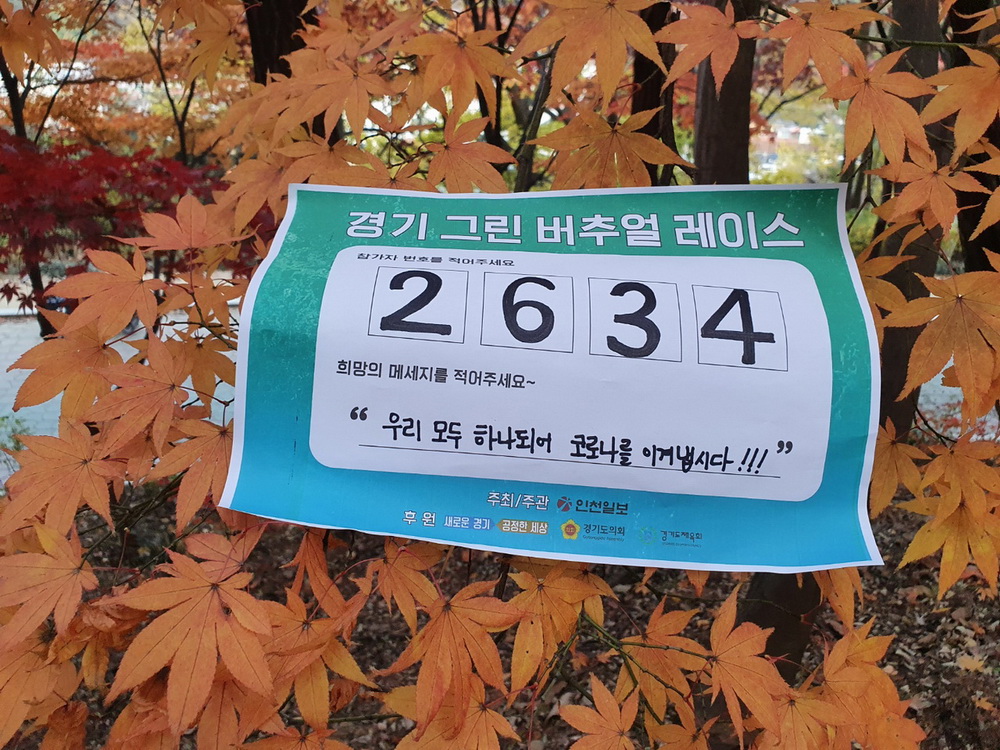 경기 그린 버추얼 레이스
참가자 번호를 적어주세요
2 6 3 4
희망의 메세지를 적어주세요~
“ 우리 모두 하나되어 코로나를 이겨냅시다!!! ”
주최/주관 인천일보
후원 새로운 경기 공정한 세상 경기도의회 경기도체육회